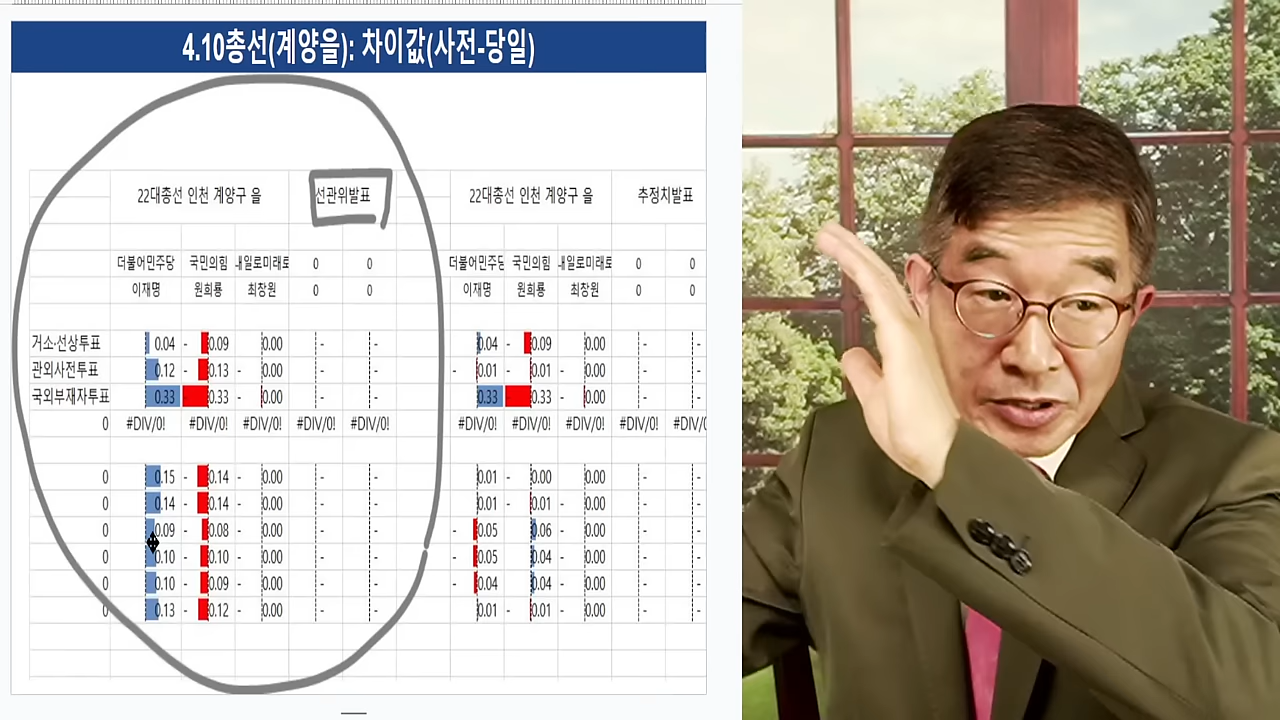 4.10총선(계양을): 차이값(사전-당일)
22대총선 인천 계양구 을 선관위발표 22대총선 인천 계양구 을 추정치발표
더불어민주당 국민의힘 내일로미래로 0 0 더불어민주당 국민의힘 내일로미래로 0 0
이재명 원희룡 최창원 0 0 이재명 원희룡 최창원 0 0
거소·선상투표 0.04 - 0.09 - 0.00 - - 0.04 - 0.09 - 0.00 - -
관외사전투표 0.12 - 0.13 - 0.00 - - - 0.01 - 0.01 - 0.00 - -
국외부재자투표 0.33 - 0.33 - 0.00 - - 0.33 - 0.33 - 0.00 - -
0 #DIV/0! #DIV/0! #DIV/0! #DIV/0! #DIV/0! #DIV/0! #DIV/0! #DIV/0! #DIV/0! #DIV/0
0 0.15 - 0.14 - 0.00 - - 0.01 - 0.00 - 0.00 - -
0 0.14 - 0.14 - 0.00 - - 0.01 - 0.01 - 0.00 - -
0 0.09 - 0.08 - 0.00 - - - 0.05 0.06 - 0.00 - -
0 0.10 - 0.10 - 0.00 - - - 0.05 0.04 - 0.00 - -
0 0.10 - 0.09 - 0.00 - - - 0.04 0.04 - 0.00 - -
0 0.13 - 0.12 - 0.00 - - 0.01 - 0.01 - 0.00 - -